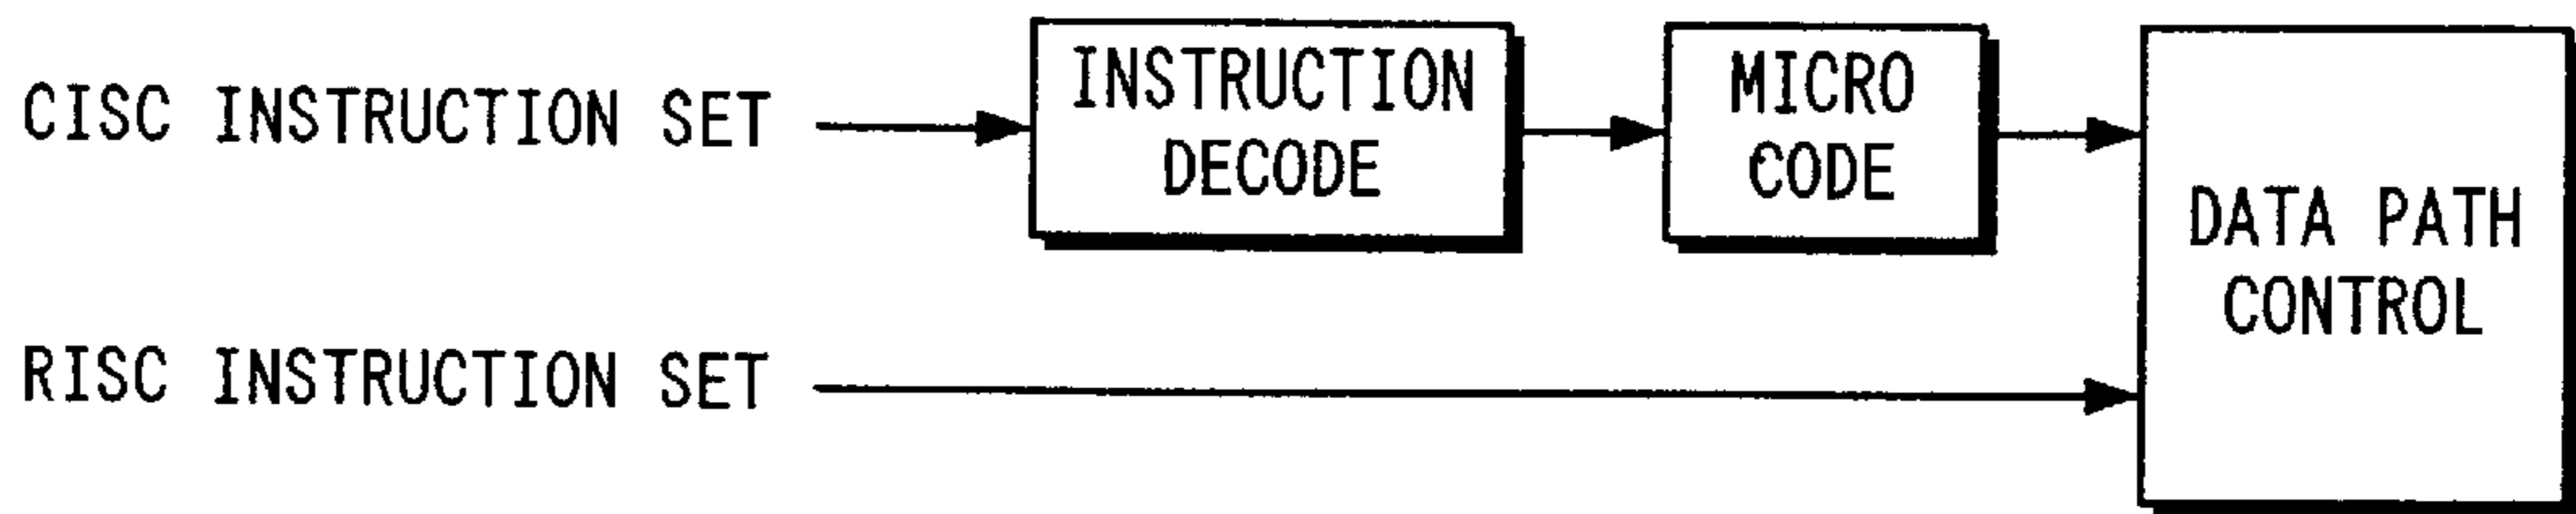 CISC INSTRUCTION SET
INSTRUCTION
DECODE
MICRO
CODE
DATA PATH
CONTROL
RISC INSTRUCTION SET